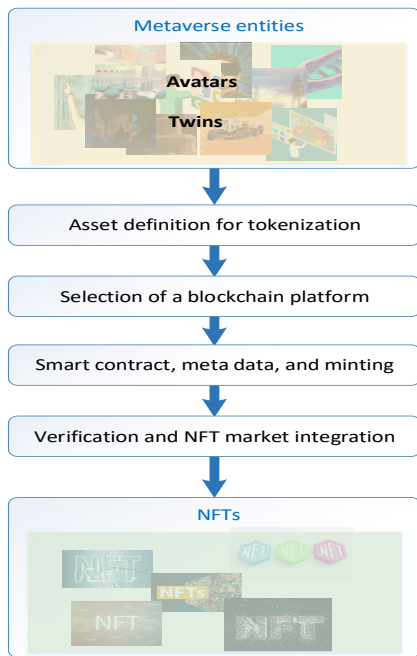 Metaverse entities
Avatars
Twins
Asset definition for tokenization
Selection of a blockchain platform
Smart contract, meta data, and minting
Verification and NFT market integration
NFTs
NFT NFT NFT
NFT
NFTs
NFT
NFT